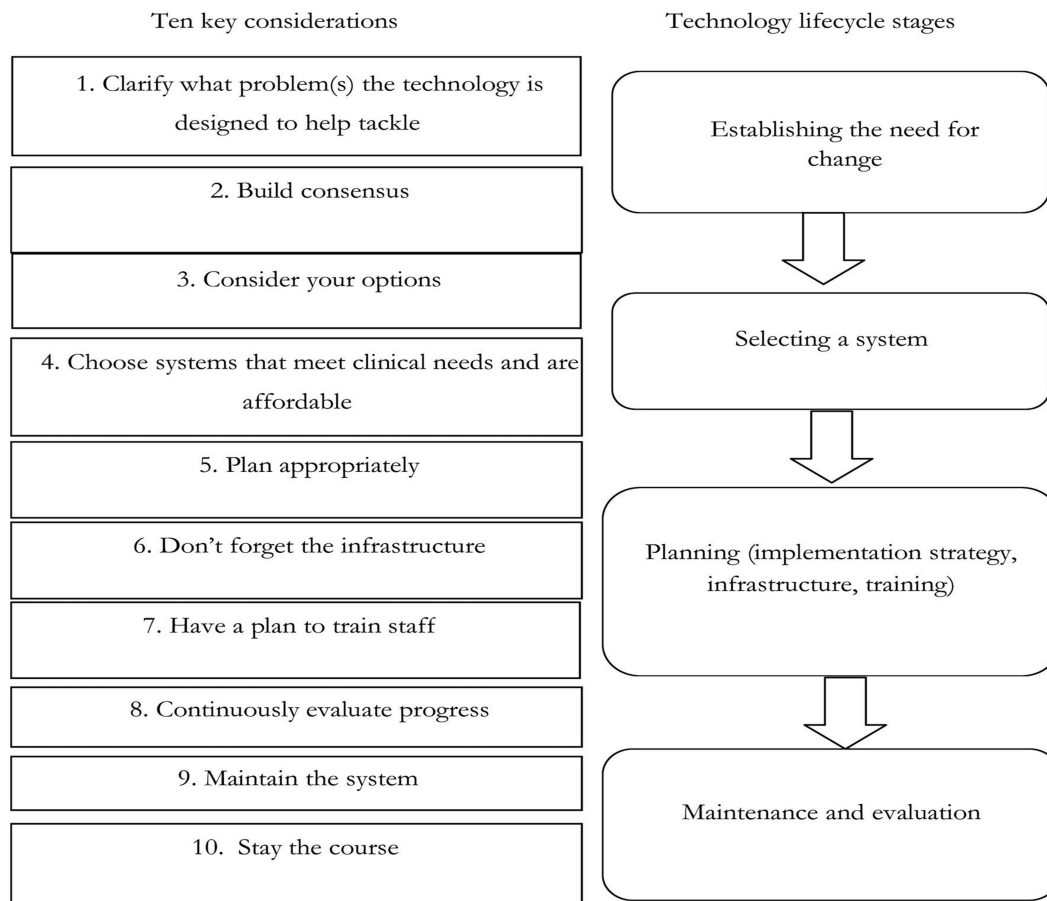 Ten key considerations
1. Clarify what problem(s) the technology is
designed to help tackle
2. Build consensus
3. Consider your options
4. Choose systems that meet clinical needs and are
affordable
5. Plan appropriately
6. Don’t forget the infrastructure
7. Have a plan to train staff
8. Continuously evaluate progress
9. Maintain the system
10. Stay the course
Technology lifecycle stages
Establishing the need for
change
Selecting a system
Planning (implementation strategy,
infrastructure, training)
Maintenance and evaluation